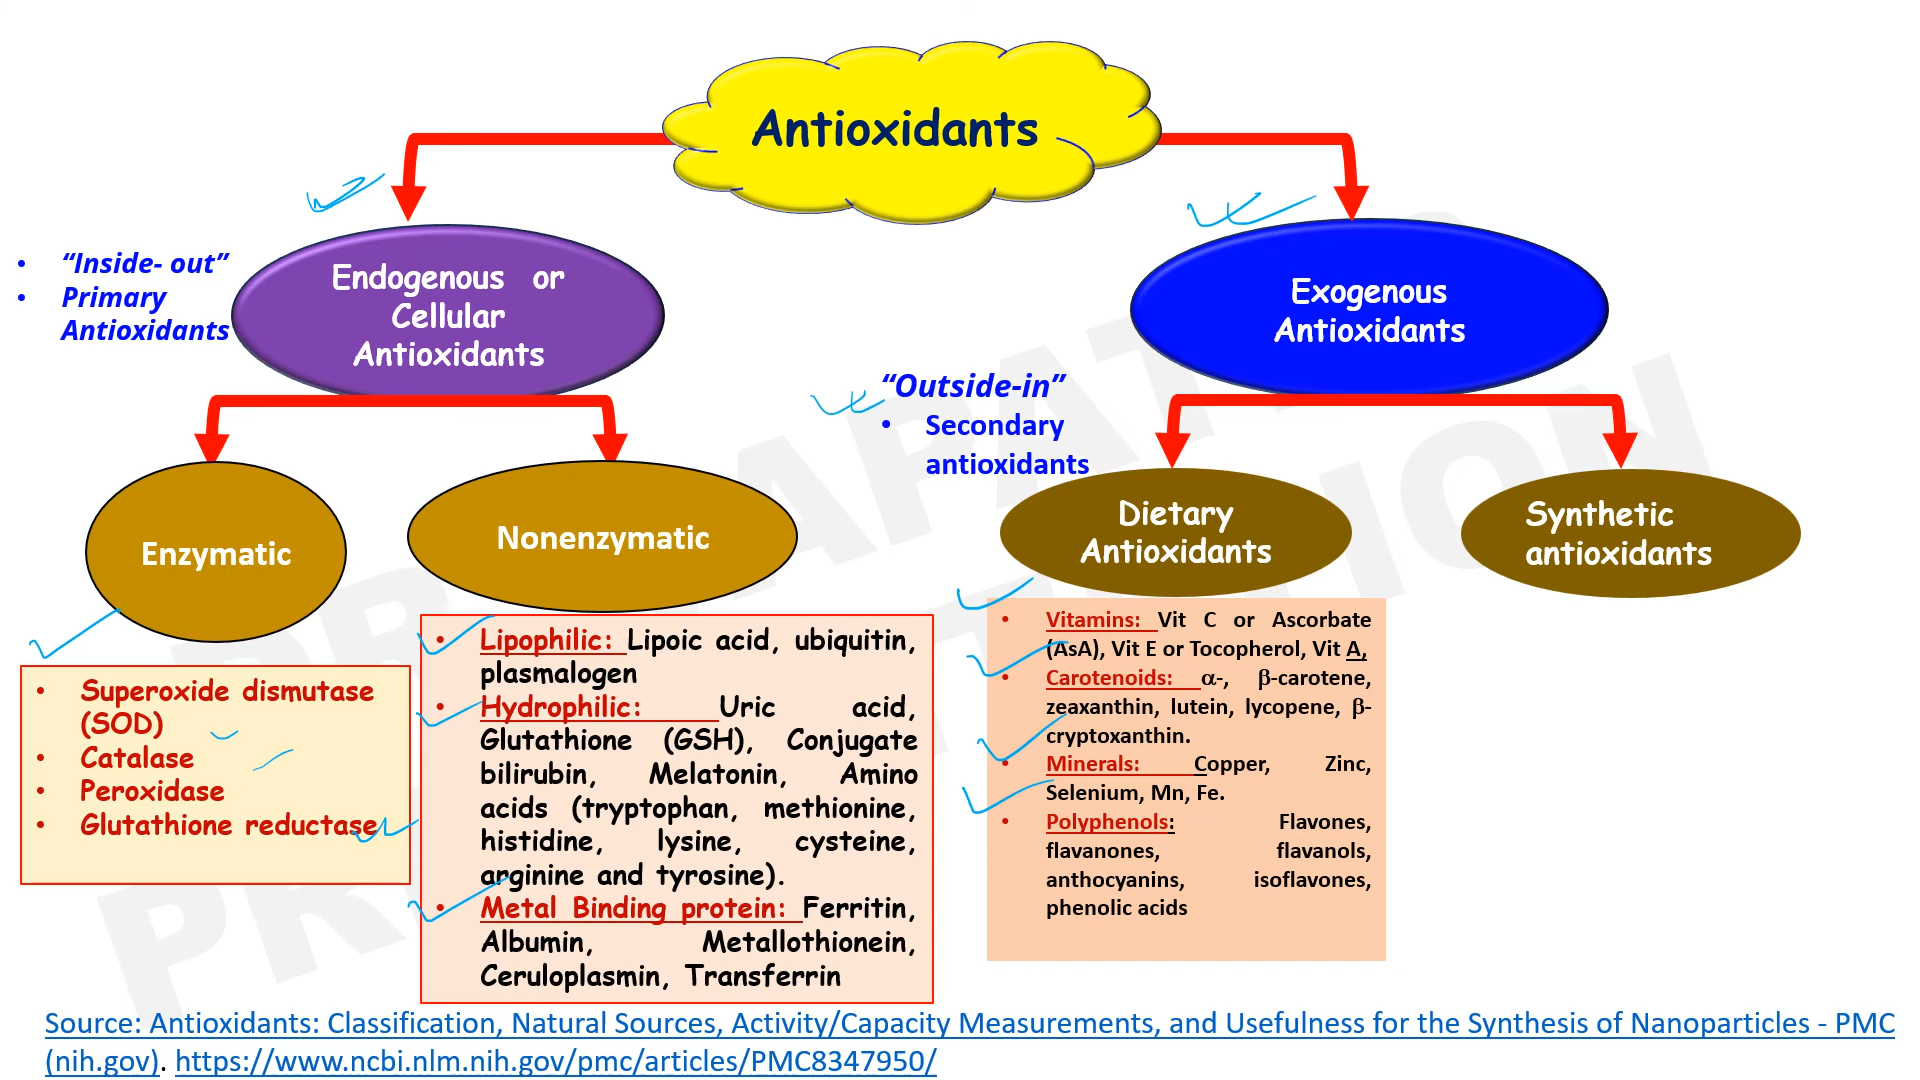 Antioxidants
• “Inside- out”
• Primary
Antioxidants
Endogenous or
Cellular
Antioxidants
Exogenous
Antioxidants
“Outside-in”
• Secondary
antioxidants
Enzymatic
Nonenzymatic
Dietary
Antioxidants
Synthetic
antioxidants
• Superoxide dismutase
(SOD)
• Catalase
• Peroxidase
• Glutathione reductase
• Lipophilic: Lipoic acid, ubiquitin,
plasmalogen
• Hydrophilic: Uric acid,
Glutathione (GSH), Conjugate
bilirubin, Melatonin, Amino
acids (tryptophan, methionine,
histidine, lysine, cysteine,
arginine and tyrosine).
• Metal Binding protein: Ferritin,
Albumin, Metallothionein,
Ceruloplasmin, Transferrin
• Vitamins: Vit C or Ascorbate
(AsA), Vit E or Tocopherol, Vit A,
• Carotenoids: α-, β-carotene,
zeaxanthin, lutein, lycopene, β-
cryptoxanthin.
• Minerals: Copper, Zinc,
Selenium, Mn, Fe.
• Polyphenols: Flavones,
flavanones, flavanols,
anthocyanins, isoflavones,
phenolic acids
Source: Antioxidants: Classification, Natural Sources, Activity/Capacity Measurements, and Usefulness for the Synthesis of Nanoparticles - PMC
(nih.gov). https://www.ncbi.nlm.nih.gov/pmc/articles/PMC8347950/